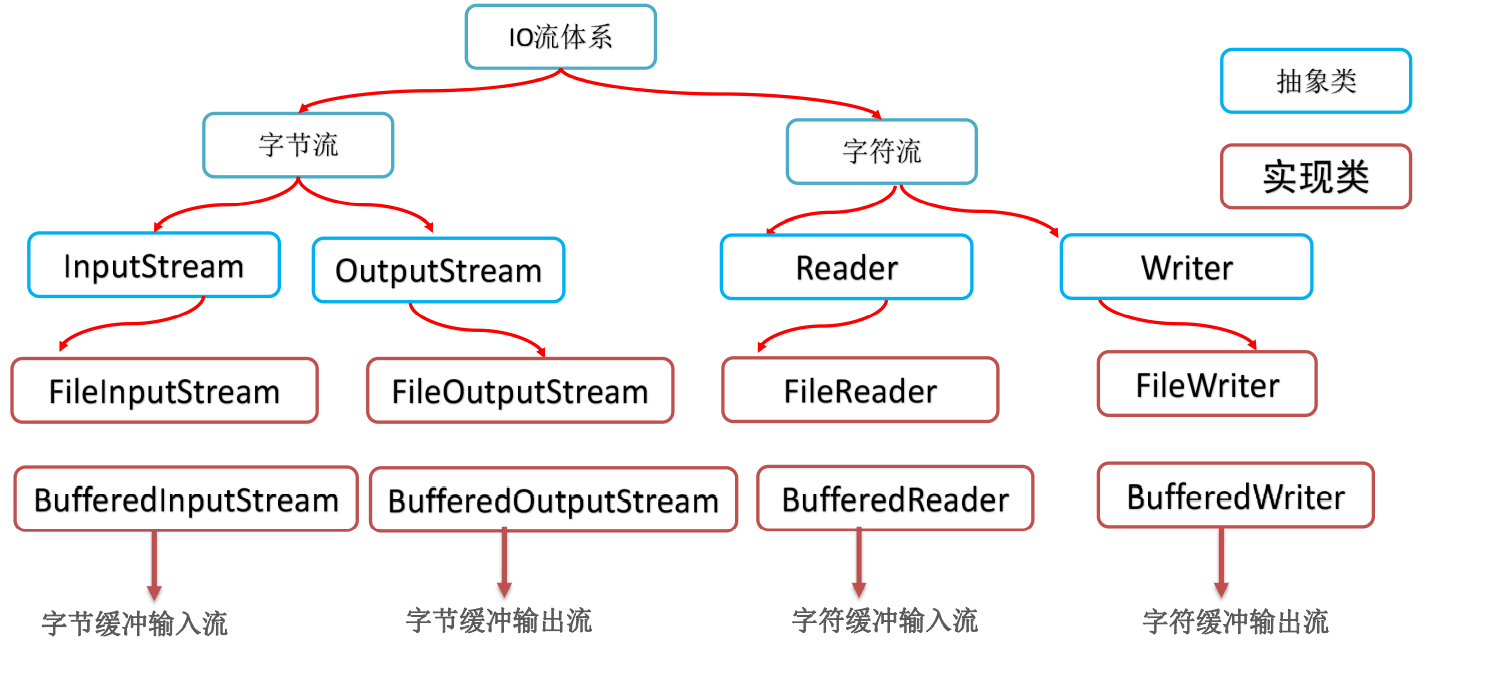 IO流体系
抽象类
字节流
字符流
实现类
InputStream
OutputStream
Reader
Writer
FileInputStream
FileOutputStream
FileReader
FileWriter
BufferedInputStream
BufferedOutputStream
BufferedReader
BufferedWriter
字节缓冲输入流
字节缓冲输出流
字符缓冲输入流
字符缓冲输出流